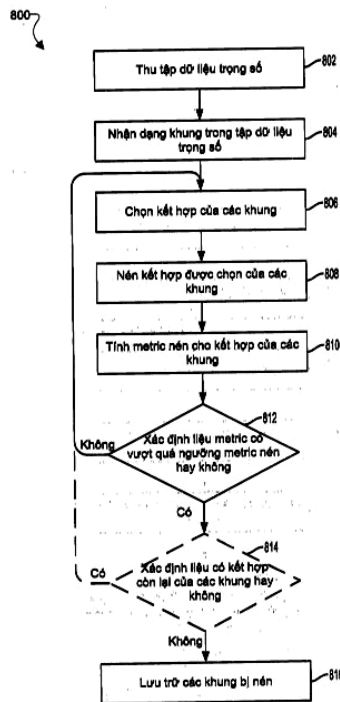 800
Thu tập dữ liệu trọng số
802
Nhận dạng khung trong tập dữ liệu
trọng số
804
Chọn kết hợp của các khung
806
Nén kết hợp được chọn của các
khung
808
Tính metric nén cho kết hợp của các
khung
810
812
Xác định liệu metric có
vượt quá ngưỡng metric nén
hay không
Không
Có
814
Xác định liệu có kết hợp
còn lại của các khung hay
không
Có
Không
Lưu trữ các khung bị nén
816